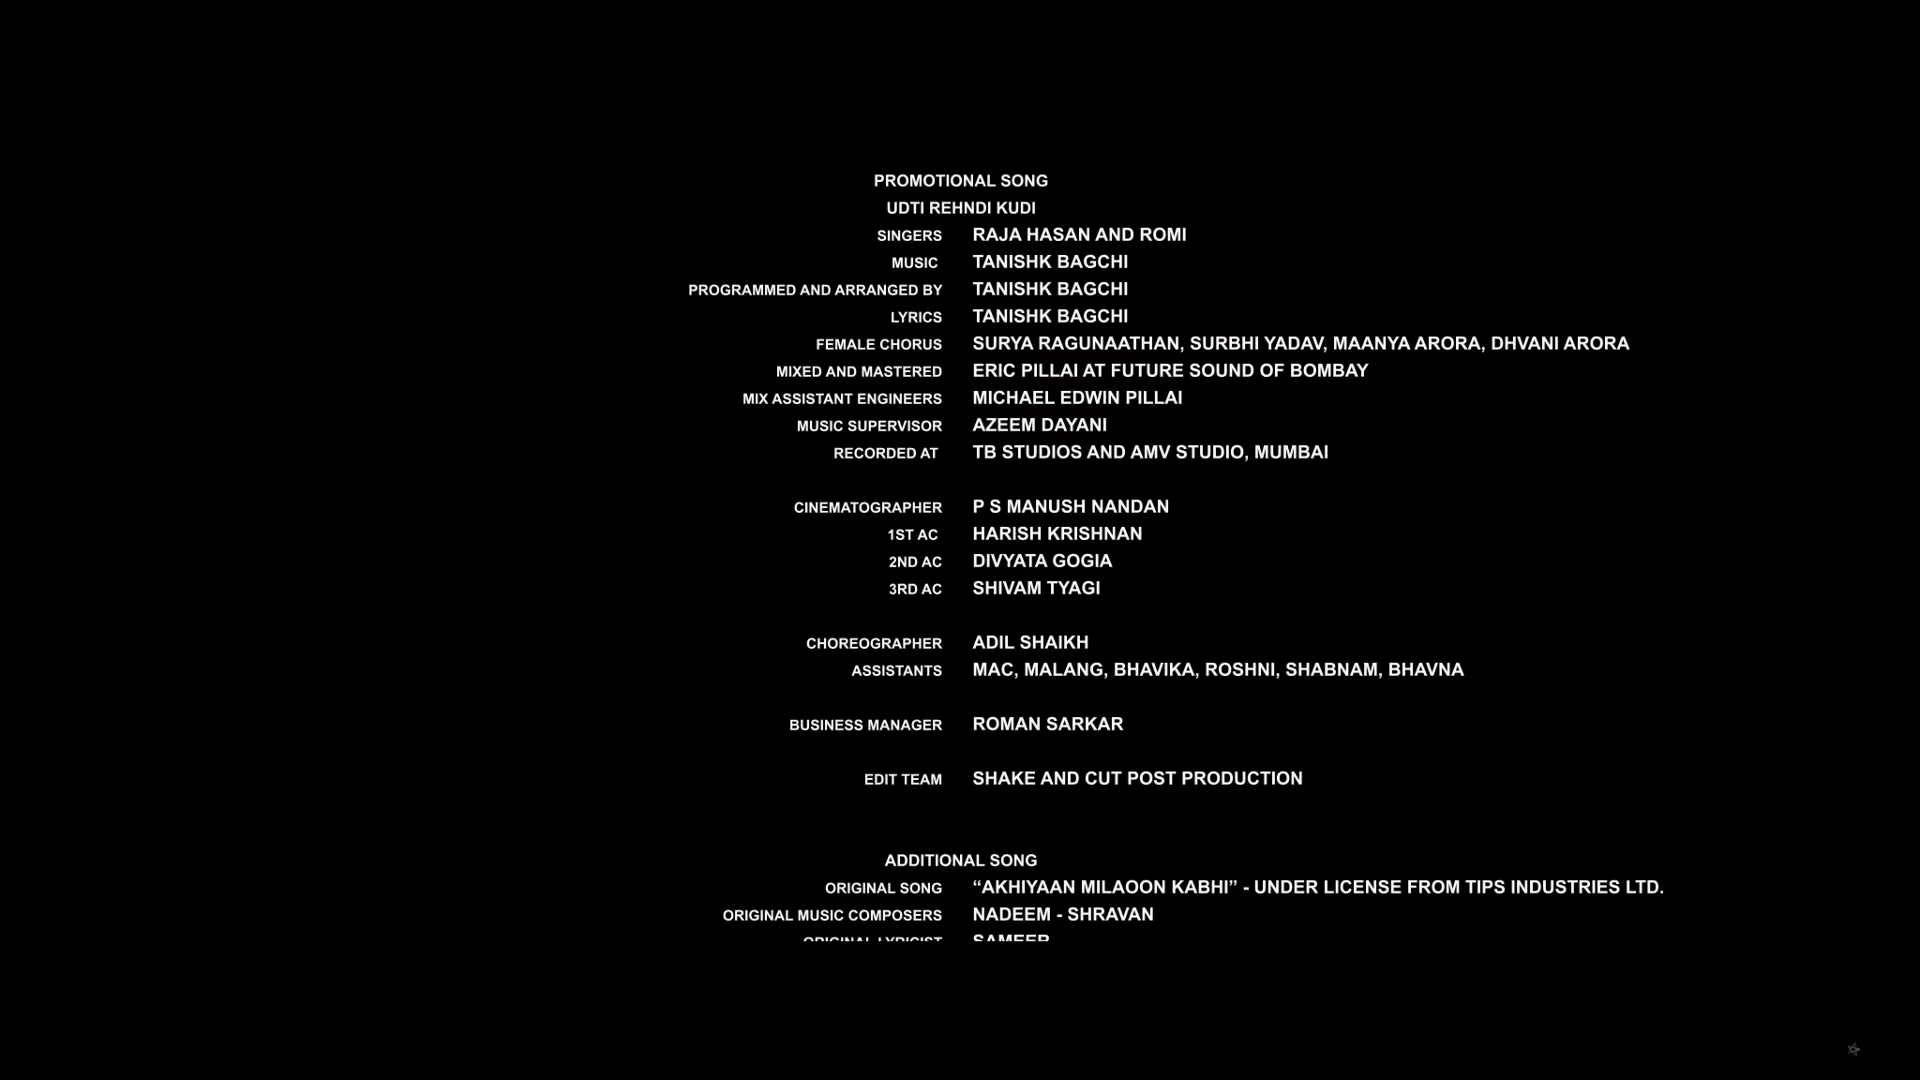 PROMOTIONAL SONG
UDTI REHNDI KUDI
SINGERS RAJA HASAN AND ROMI
MUSIC TANISHK BAGCHI
PROGRAMMED AND ARRANGED BY TANISHK BAGCHI
LYRICS TANISHK BAGCHI
FEMALE CHORUS SURYA RAGUNAATHAN, SURBHI YADAV, MAANYA ARORA, DHVANI ARORA
MIXED AND MASTERED ERIC PILLAI AT FUTURE SOUND OF BOMBAY
MIX ASSISTANT ENGINEERS MICHAEL EDWIN PILLAI
MUSIC SUPERVISOR AZEEM DAYANI
RECORDED AT TB STUDIOS AND AMV STUDIO, MUMBAI
CINEMATOGRAPHER P S MANUSH NANDAN
1ST AC HARISH KRISHNAN
2ND AC DIVYATA GOGIA
3RD AC SHIVAM TYAGI
CHOREOGRAPHER ADIL SHAIKH
ASSISTANTS MAC, MALANG, BHAVIKA, ROSHNI, SHABNAM, BHAVNA
BUSINESS MANAGER ROMAN SARKAR
EDIT TEAM SHAKE AND CUT POST PRODUCTION
ADDITIONAL SONG
ORIGINAL SONG “AKHIYAAN MILAOON KABHI” - UNDER LICENSE FROM TIPS INDUSTRIES LTD.
ORIGINAL MUSIC COMPOSERS NADEEM - SHRAVAN
ORIGINAL LYRICIST SAMEER